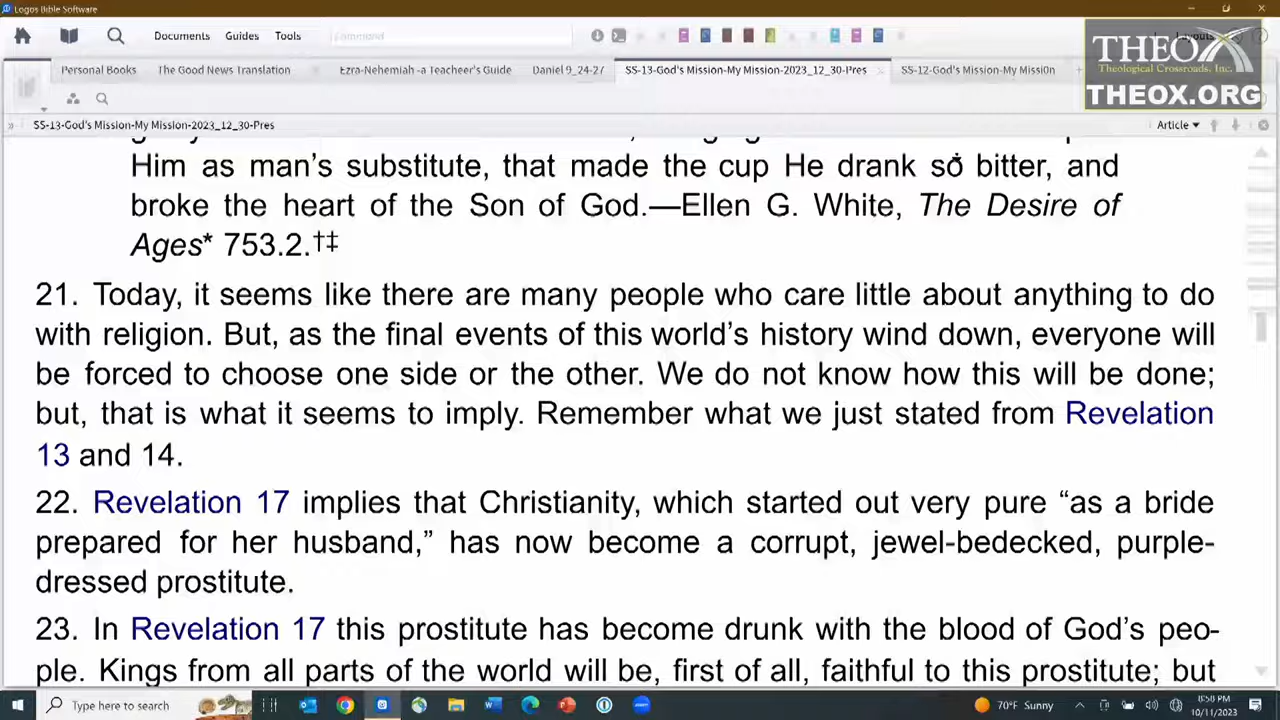 Logos Bible Software
Documents Guides Tools Command Layouts
THEOX
Theological Crossroads, Inc.
THEOX.ORG
Personal Books The Good News Translation Daniel 9_24-27 SS-13-God's Mission-My Mission-2023_12_30-Pres SS-12-God's Mission-My Missi0n
SS-13-God's Mission-My Mission-2023_12_30-Pres Article
Him as man's substitute, that made the cup He drank so bitter, and
broke the heart of the Son of God.—Ellen G. White, The Desire of
Ages* 753.2.†‡
21. Today, it seems like there are many people who care little about anything to do
with religion. But, as the final events of this world's history wind down, everyone will
be forced to choose one side or the other. We do not know how this will be done;
but, that is what it seems to imply. Remember what we just stated from Revelation
13 and 14.
22. Revelation 17 implies that Christianity, which started out very pure “as a bride
prepared for her husband,” has now become a corrupt, jewel-bedecked, purple-
dressed prostitute.
23. In Revelation 17 this prostitute has become drunk with the blood of God's peo-
ple. Kings from all parts of the world will be, first of all, faithful to this prostitute; but
Type here to search
70°F Sunny
8:58 PM
10/11/2023